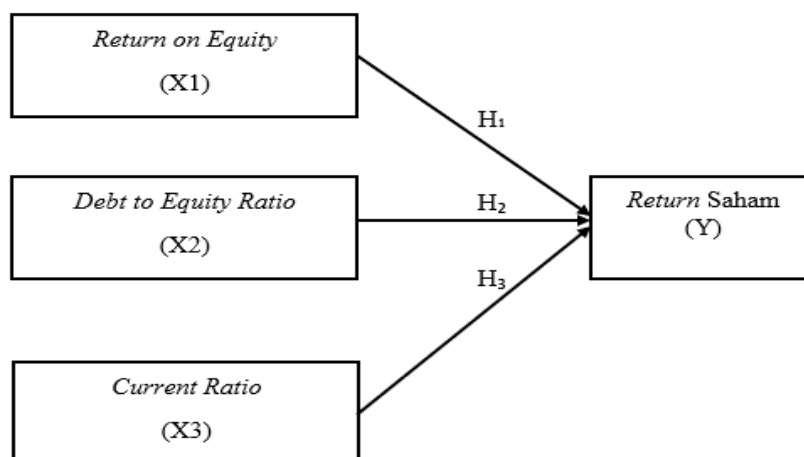 Return on Equity
(X1)
H₁
Debt to Equity Ratio
(X2)
H₂
Return Saham
(Y)
H₃
Current Ratio
(X3)